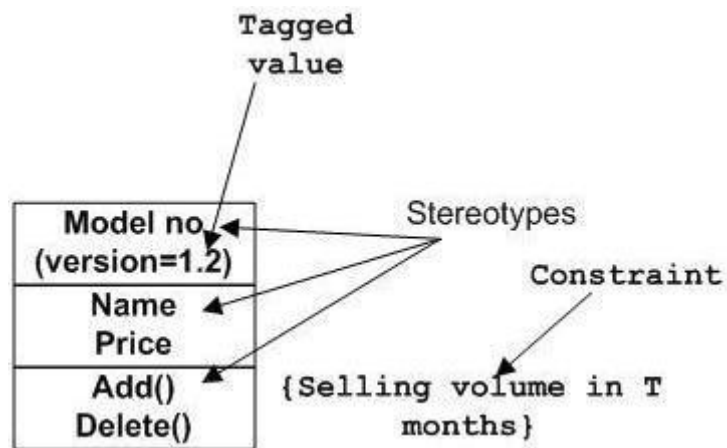 Tagged
value
Model no
(version=1.2)
Stereotypes
Name
Price
Constraint
Add()
Delete()
{Selling volume in T
months}